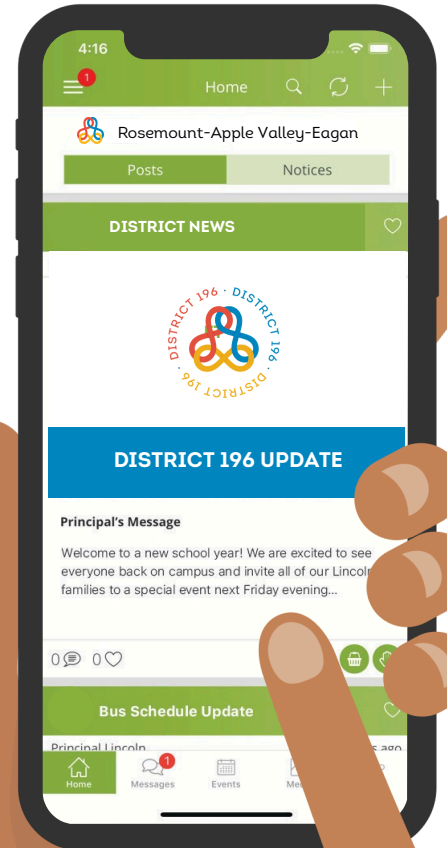 4:16
1
Home
Rosemount-Apple Valley-Eagan
Posts Notices
DISTRICT NEWS
DISTRICT 196 · DISTRICT 196 · DISTRICT 196 ·
DISTRICT 196 UPDATE
Principal's Message
Welcome to a new school year! We are excited to see
everyone back on campus and invite all of our Lincoln
families to a special event next Friday evening...
0 0
Bus Schedule Update
Principal Lincoln ago
1
Home Messages Events